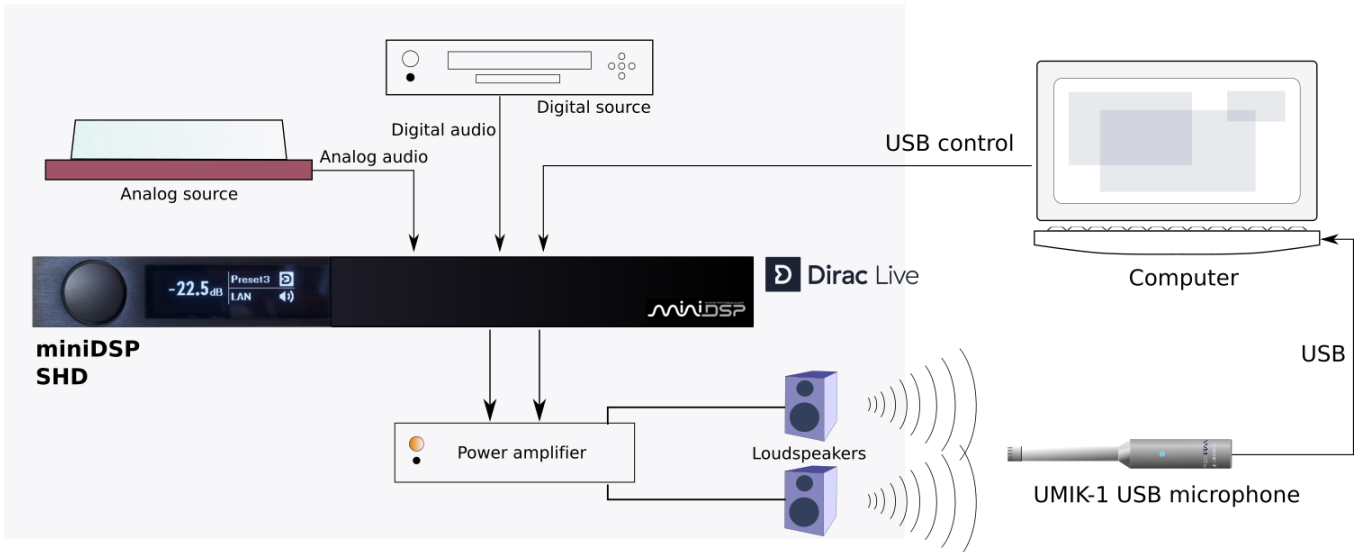 Digital source
Digital audio
Analog audio
Analog source
USB control
Computer
-22.5dB
Preset3
LAN
miniDSP
Dirac Live
miniDSP
SHD
USB
Power amplifier
Loudspeakers
UMIK-1 USB microphone